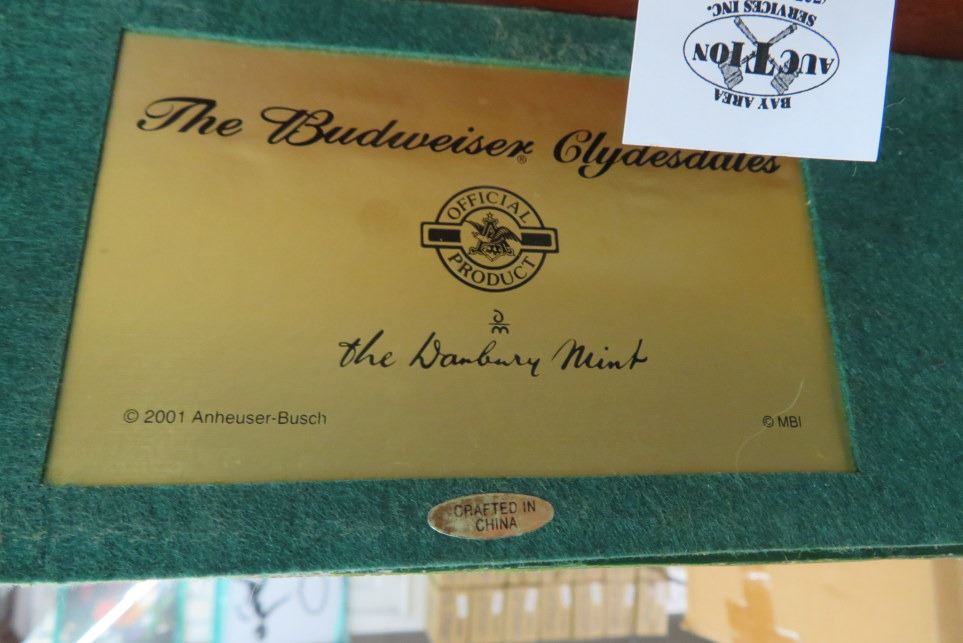 SERVICES INC.
AUCTION
BAY AREA
The Budweiser® Clydesdales
OFFICIAL
PRODUCT
the Danbury Mint
© 2001 Anheuser-Busch
© MBI
CRAFTED IN
CHINA